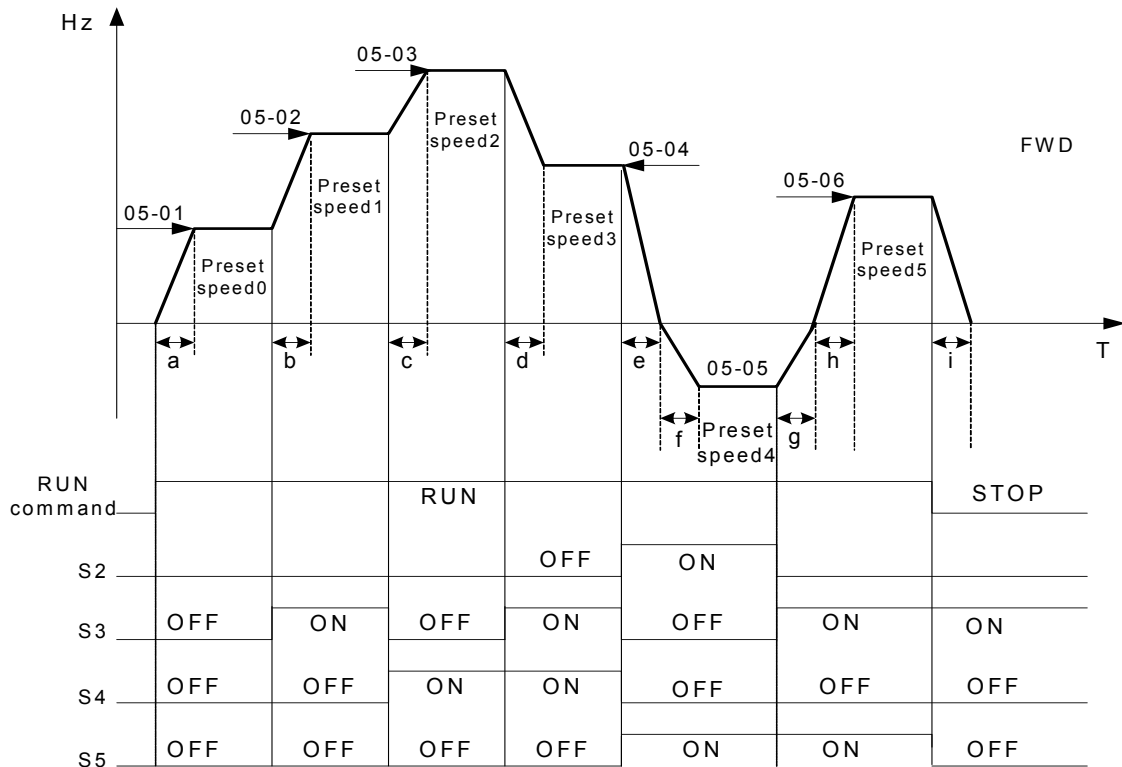 Hz
05-03
05-02
Preset
speed2
05-04
FWD
05-06
Preset
speed1
05-01
Preset
speed3
Preset
speed5
Preset
speed0
T
a
b
c
d
e
05-05
h
i
f
Preset
speed4
g
RUN
command
RUN
STOP
S2
OFF
ON
S3
OFF
ON
OFF
ON
OFF
ON
ON
S4
OFF
OFF
ON
ON
OFF
OFF
OFF
S5
OFF
OFF
OFF
OFF
ON
ON
OFF